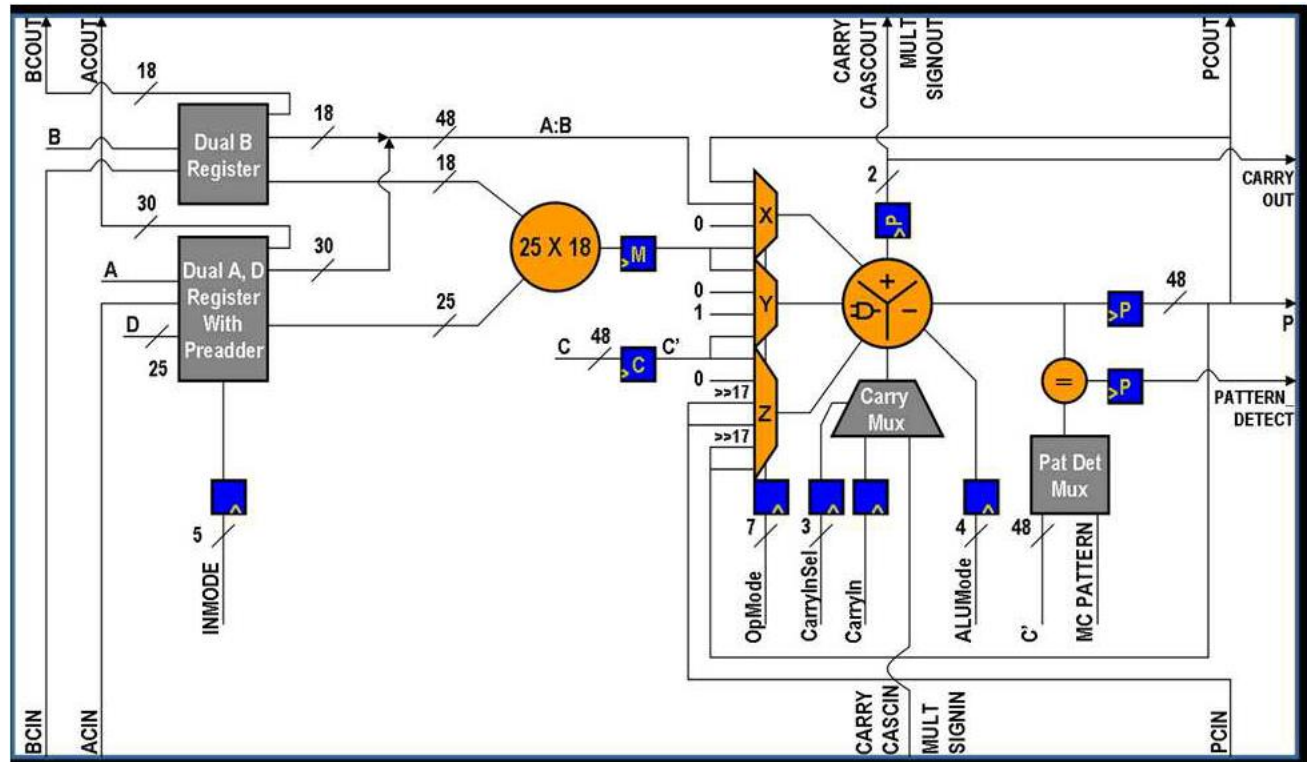 BCOUT
ACOUT
CARRY
CASCOUT
MULT
SIGNOUT
PCOUT
18
B
Dual B
Register
18
48
A:B
18
2
CARRY
OUT
30
A
D
25
Dual A, D
Register
With
Preadder
30
25
25 X 18
>M
0
X
0
1
Y
C
48
>C
C'
0
>>17
>>17
Z
>P
+
−
>P
48
P
=
>P
PATTERN_
DETECT
Carry
Mux
Pat Det
Mux
>
5
INMODE
>
7
OpMode
>
3
CarryInSel
>
CarryIn
>
4
ALUMode
48
C'
MC PATTERN
BCIN
ACIN
CARRY
CASCIN
MULT
SIGNIN
PCIN